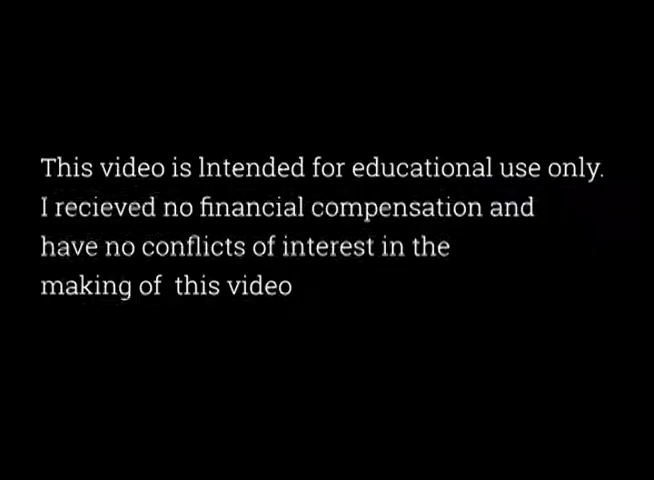 This video is Intended for educational use only.
I recieved no financial compensation and
have no conflicts of interest in the
making of  this video